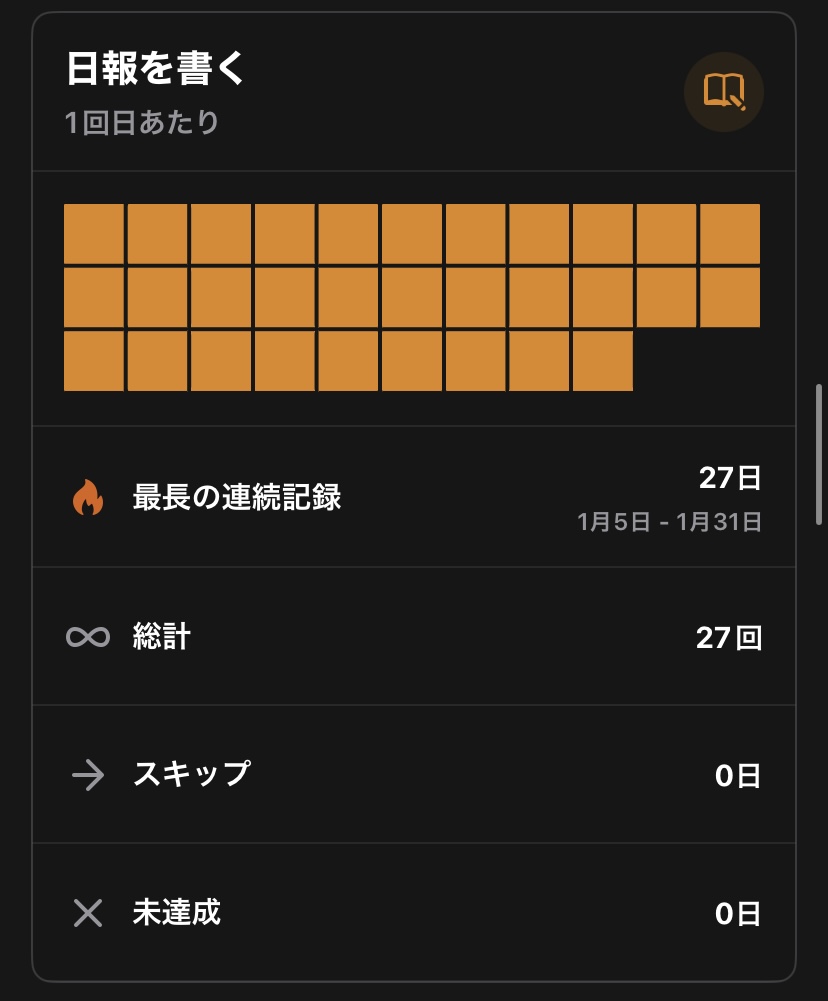 日報を書く
1回日あたり
最長の連続記録
27日
1月5日 - 1月31日
総計
27回
スキップ
0日
未達成
0日